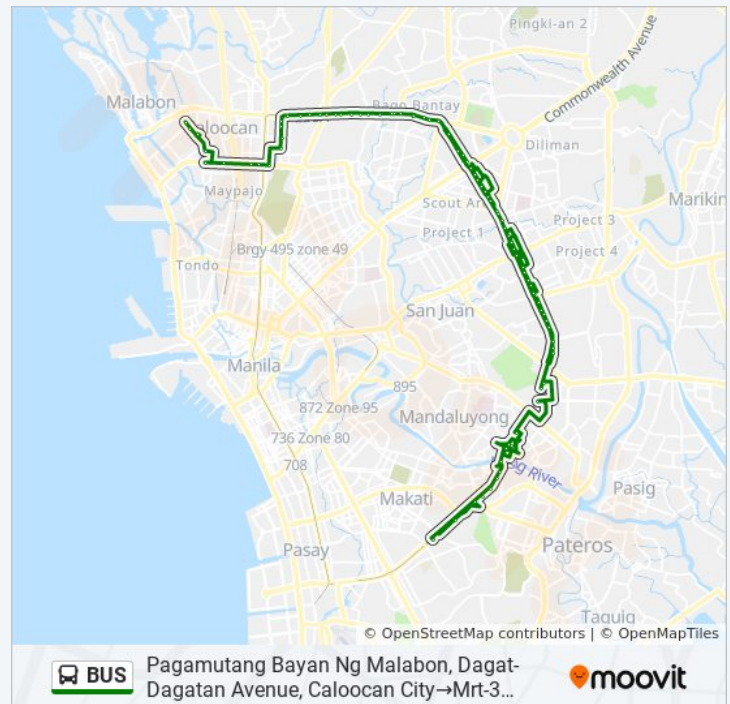 Pingki-an 2
Commonwealth Avenue
Malabon
Bago Bantay
Caloocan
Diliman
Maypajo
Scout Ar
Marikin
Project 3
Project 1
Brgy 495 zone 49
Project 4
Tondo
San Juan
Manila
895
872 Zone 95
Mandaluyong
736 Zone 80
708
Pasig River
Makati
Pasig
Pasay
Pateros
Taguig
© OpenStreetMap contributors | © OpenMapTiles
BUS
Pagamutang Bayan Ng Malabon, Dagat-
Dagatan Avenue, Caloocan City→Mrt-3...
moovit